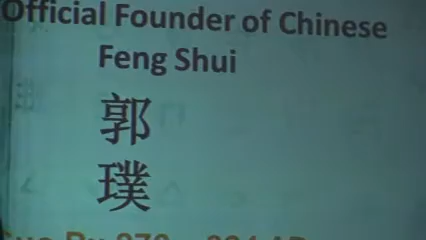 Official Founder of Chinese
Feng Shui
郭
璞